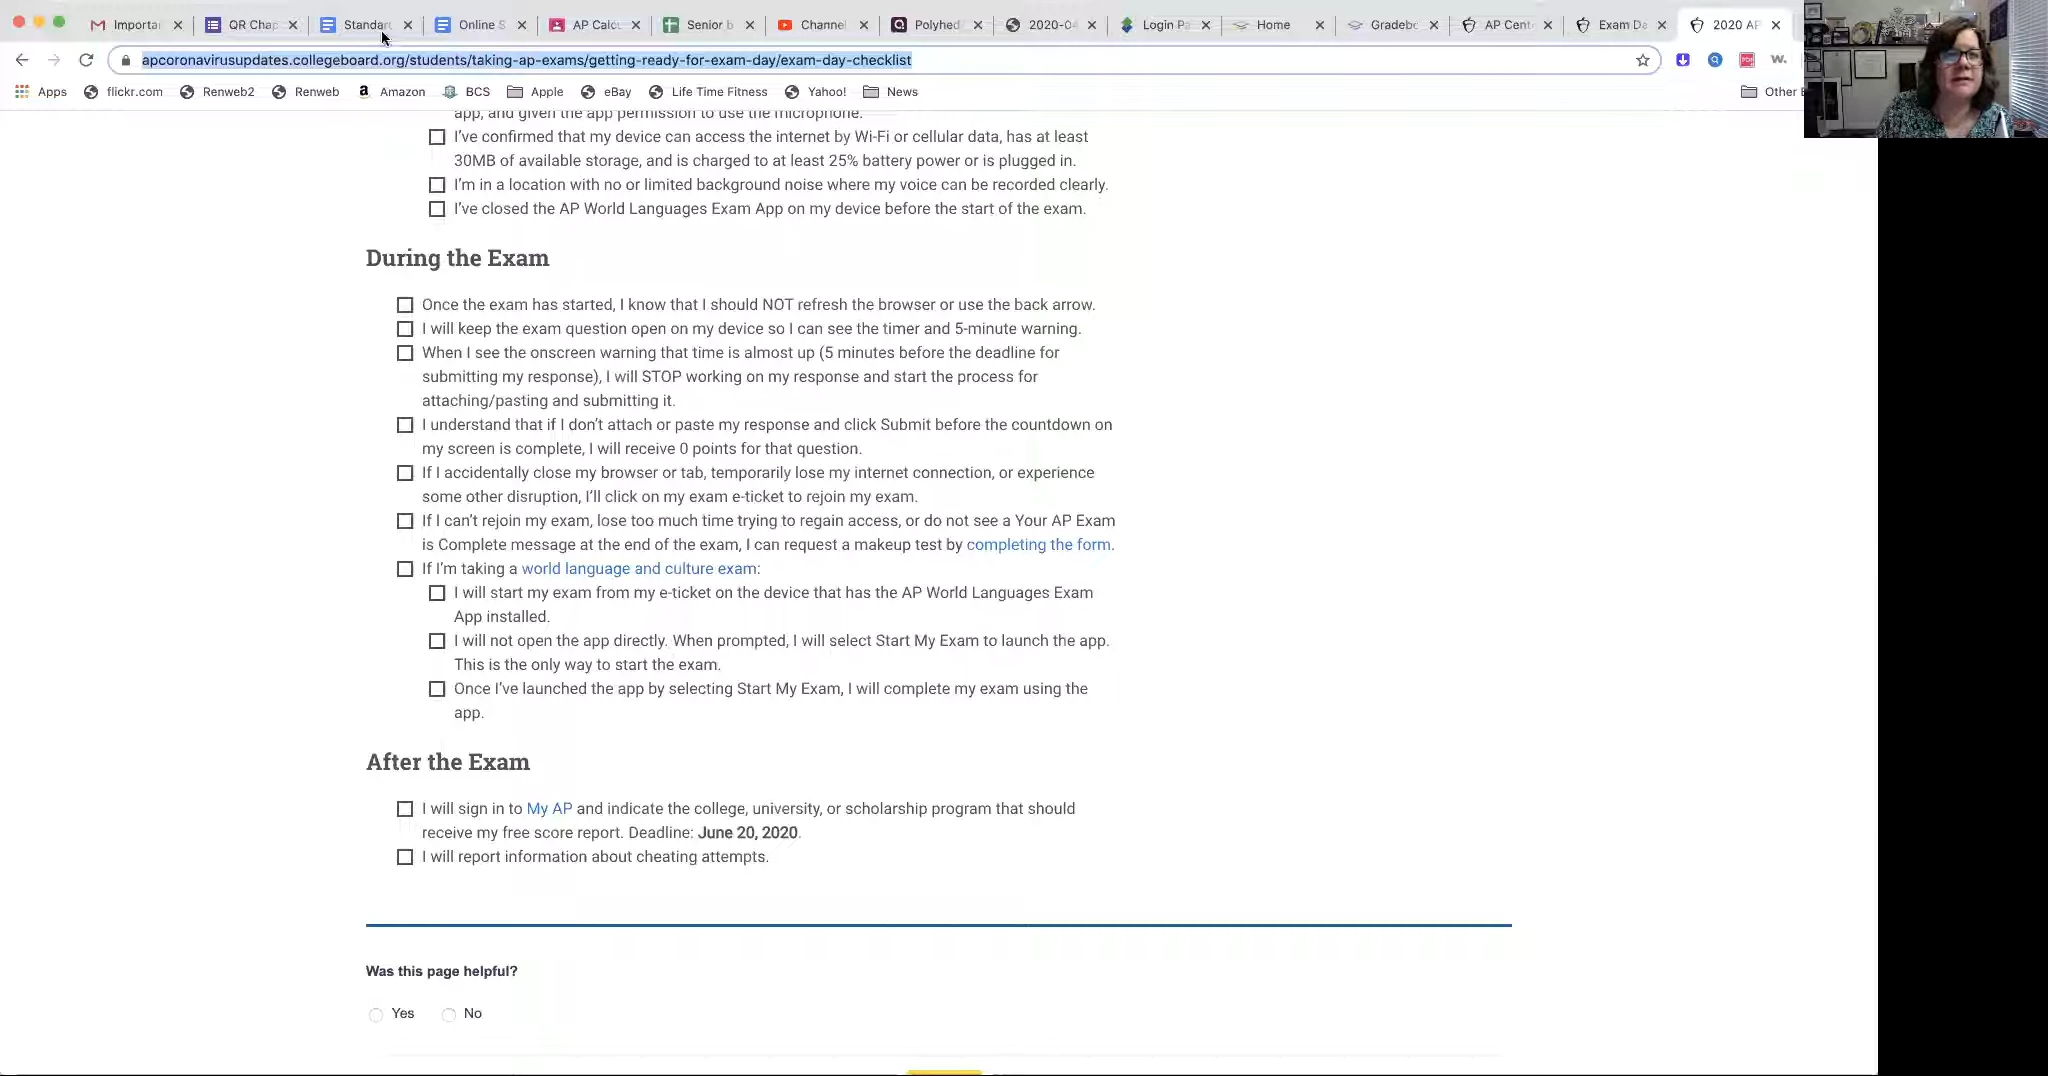 Importa
QR Chap
Standar
Online S
AP Calcu
Senior b
Channel
Polyhed
2020-04
Login Pa
Home
Gradebo
AP Cent
Exam Da
2020 AP
apcoronavirusupdates.collegeboard.org/students/taking-ap-exams/getting-ready-for-exam-day/exam-day-checklist
Apps flickr.com Renweb2 Renweb Amazon BCS Apple eBay Life Time Fitness Yahoo! News Other
app, and given the app permission to use the microphone.
I've confirmed that my device can access the internet by Wi-Fi or cellular data, has at least
30MB of available storage, and is charged to at least 25% battery power or is plugged in.
I'm in a location with no or limited background noise where my voice can be recorded clearly.
I've closed the AP World Languages Exam App on my device before the start of the exam.
During the Exam
Once the exam has started, I know that I should NOT refresh the browser or use the back arrow.
I will keep the exam question open on my device so I can see the timer and 5-minute warning.
When I see the onscreen warning that time is almost up (5 minutes before the deadline for
submitting my response), I will STOP working on my response and start the process for
attaching/pasting and submitting it.
I understand that if I don't attach or paste my response and click Submit before the countdown on
my screen is complete, I will receive 0 points for that question.
If I accidentally close my browser or tab, temporarily lose my internet connection, or experience
some other disruption, I'll click on my exam e-ticket to rejoin my exam.
If I can't rejoin my exam, lose too much time trying to regain access, or do not see a Your AP Exam
is Complete message at the end of the exam, I can request a makeup test by completing the form.
If I'm taking a world language and culture exam:
I will start my exam from my e-ticket on the device that has the AP World Languages Exam
App installed.
I will not open the app directly. When prompted, I will select Start My Exam to launch the app.
This is the only way to start the exam.
Once I've launched the app by selecting Start My Exam, I will complete my exam using the
app.
After the Exam
I will sign in to My AP and indicate the college, university, or scholarship program that should
receive my free score report. Deadline: June 20, 2020.
I will report information about cheating attempts.
Was this page helpful?
Yes No